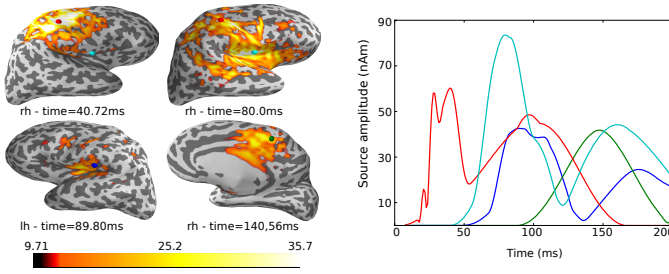 rh - time=40.72ms
rh - time=80.0ms
lh - time=89.80ms
rh - time=140,56ms
9.71 25.2 35.7
Source amplitude (nAm)
90
70
50
30
10
0 50 100 150 200
Time (ms)